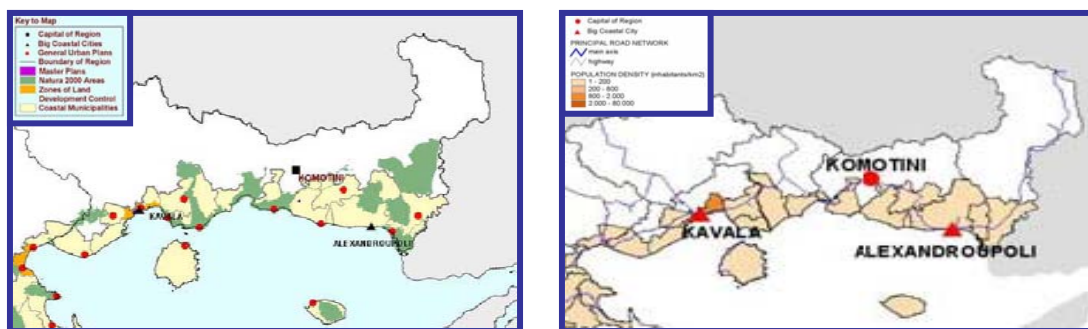 Key to Map
Capital of Region
Big Coastal Cities
General Urban Plans
Boundary of Region
Master Plans
Natura 2000 Areas
Zones of Land
Development Control
Coastal Municipalities
KOMOTINI
KAVALA
ALEXANDROUPOLI
Capital of Region
Big Coastal City
PRINCIPAL ROAD NETWORK
main axis
highway
POPULATION DENSITY (inhabitants/km2)
1 - 200
200 - 600
600 - 2.000
2.000 - 80.000
KOMOTINI
KAVALA
ALEXANDROUPOLI